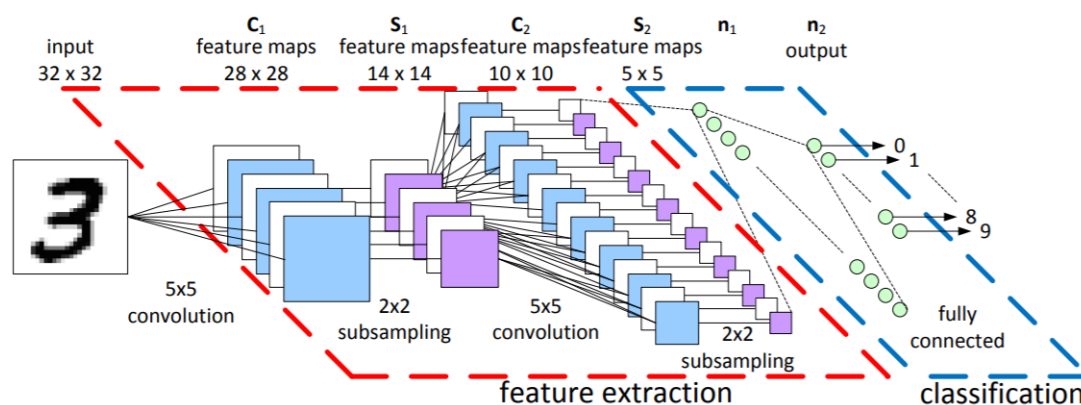 C1
S1
C2
S2
n1
n2
input
feature maps
feature maps
feature maps
feature maps
output
32 x 32
28 x 28
14 x 14
10 x 10
5 x 5
3
0
1
8
9
5x5
convolution
2x2
subsampling
5x5
convolution
2x2
subsampling
fully
connected
feature extraction
classification